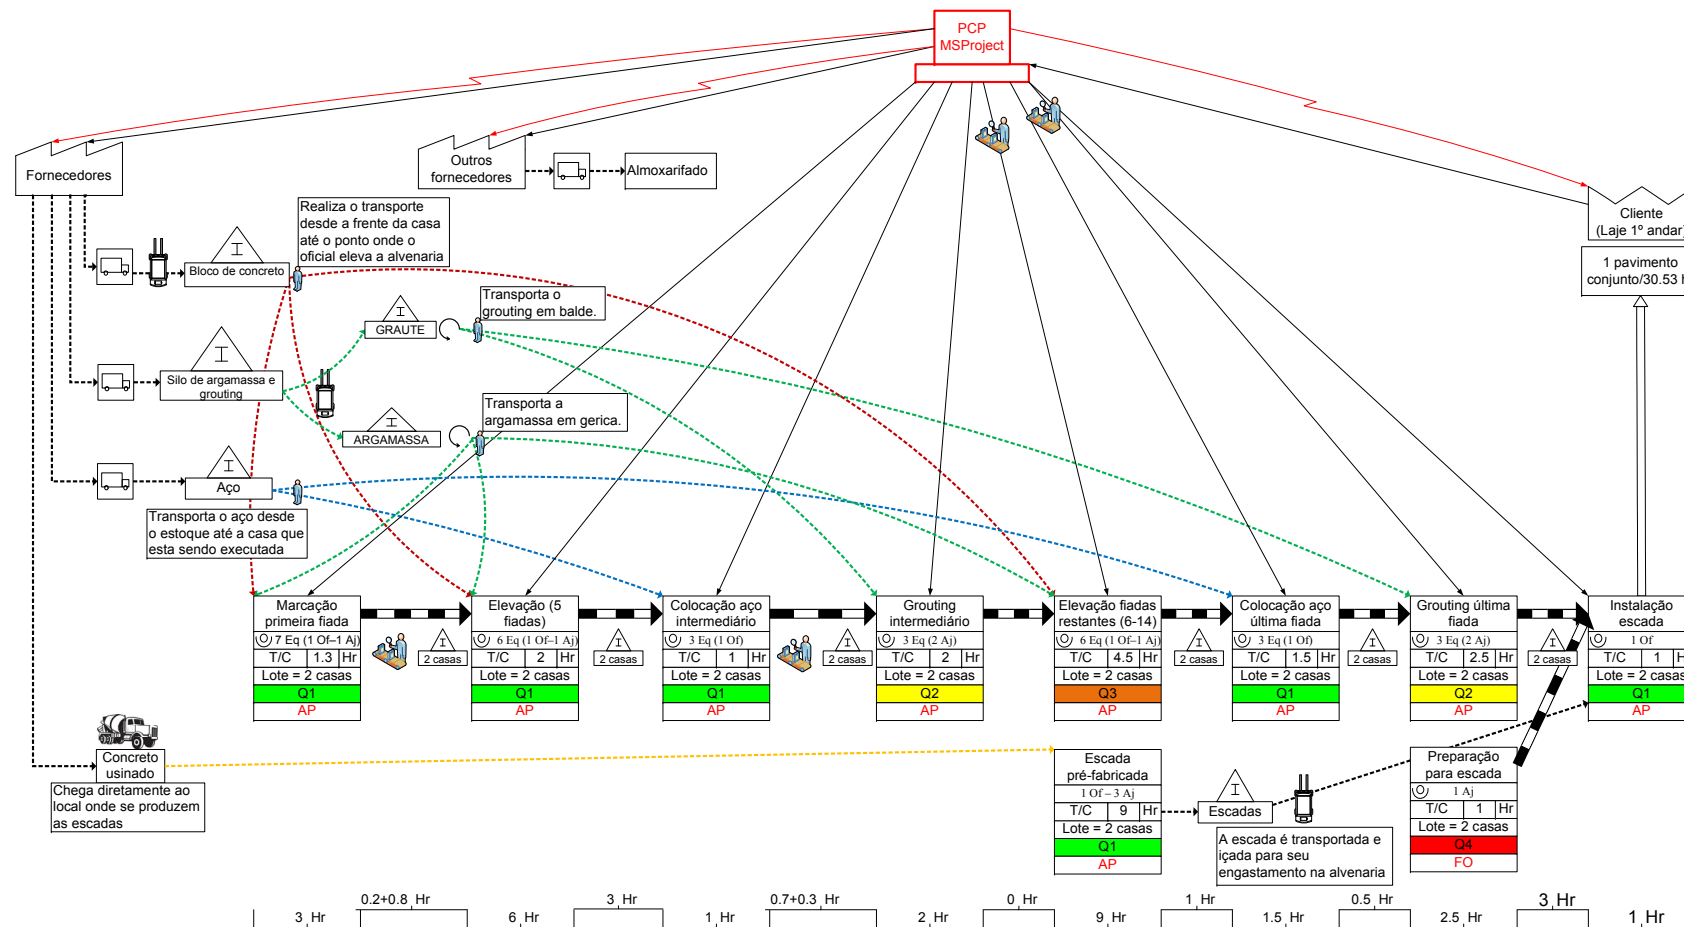 PCP
MSProject
Fornecedores
Outros
fornecedores
Almoxarifado
Cliente
(Laje 1º andar)
1 pavimento
conjunto/30.53 h
Realiza o transporte
desde a frente da casa
até o ponto onde o
oficial eleva a alvenaria
I
Bloco de concreto
Transporta o
grouting em balde.
I
GRAUTE
I
Silo de argamassa e
grouting
Transporta a
argamassa em gerica.
I
ARGAMASSA
I
Aço
Transporta o aço desde
o estoque até a casa que
esta sendo executada
Marcação
primeira fiada
7 Eq (1 Of–1 Aj)
T/C 1.3 Hr
Lote = 2 casas
Q1
AP
I
2 casas
Elevação (5
fiadas)
6 Eq (1 Of–1 Aj)
T/C 2 Hr
Lote = 2 casas
Q1
AP
I
2 casas
Colocação aço
intermediário
3 Eq (1 Of)
T/C 1 Hr
Lote = 2 casas
Q1
AP
I
2 casas
Grouting
intermediário
3 Eq (2 Aj)
T/C 2 Hr
Lote = 2 casas
Q2
AP
Elevação fiadas
restantes (6-14)
6 Eq (1 Of–1 Aj)
T/C 4.5 Hr
Lote = 2 casas
Q3
AP
I
2 casas
Colocação aço
última fiada
3 Eq (1 Of)
T/C 1.5 Hr
Lote = 2 casas
Q1
AP
I
2 casas
Grouting última
fiada
3 Eq (2 Aj)
T/C 2.5 Hr
Lote = 2 casas
Q2
AP
I
2 casas
Instalação
escada
1 Of
T/C 1 H
Lote = 2 casas
Q1
AP
Concreto
usinado
Chega diretamente ao
local onde se produzem
as escadas
Escada
pré-fabricada
1 Of – 3 Aj
T/C 9 Hr
Lote = 2 casas
Q1
AP
I
Escadas
A escada é transportada e
içada para seu
engastamento na alvenaria
Preparação
para escada
1 Aj
T/C 1 Hr
Lote = 2 casas
Q4
FO
0.2+0.8 Hr 3 Hr 0.7+0.3 Hr 0 Hr 1 Hr 0.5 Hr 3 Hr
3 Hr 6 Hr 1 Hr 2 Hr 9 Hr 1.5 Hr 2.5 Hr 1 Hr